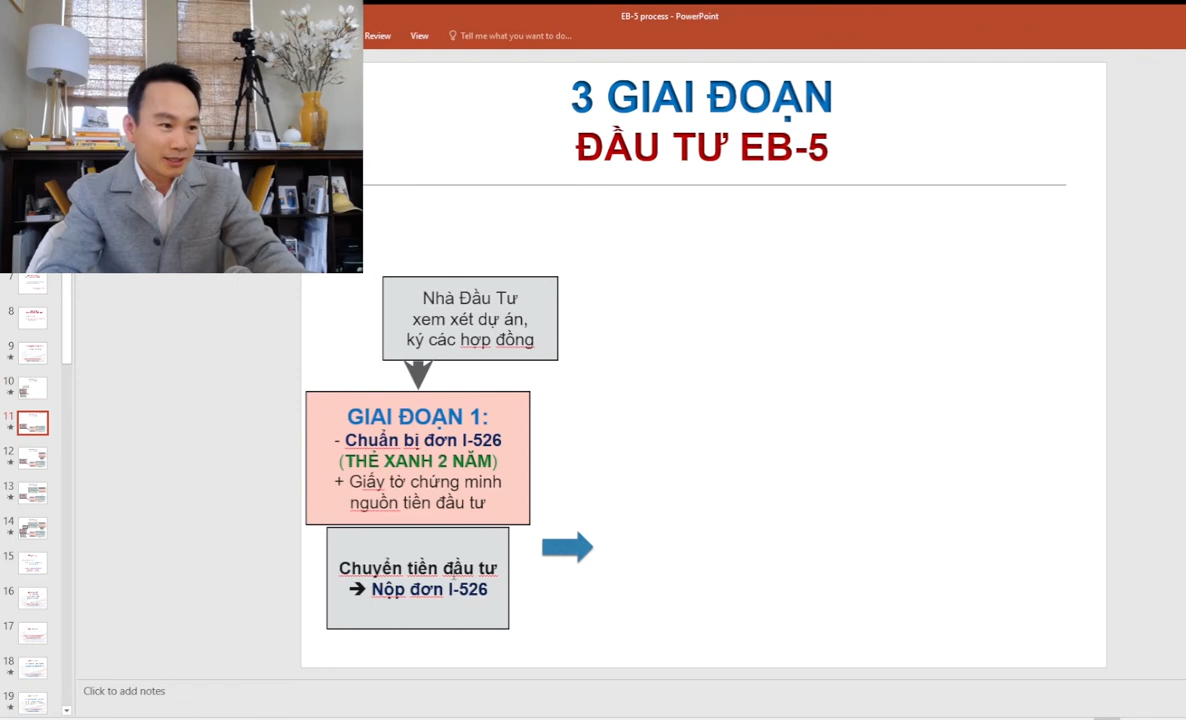 EB-5 process - PowerPoint
Review View Tell me what you want to do...
3 GIAI ĐOẠN
ĐẦU TƯ EB-5
Nhà Đầu Tư
xem xét dự án,
ký các hợp đồng
GIAI ĐOẠN 1:
- Chuẩn bị đơn I-526
(THẺ XANH 2 NĂM)
+ Giấy tờ chứng minh
nguồn tiền đầu tư
Chuyển tiền đầu tư
➔ Nộp đơn I-526
7
8
9
10
11
12
13
14
15
16
17
18
19
Click to add notes